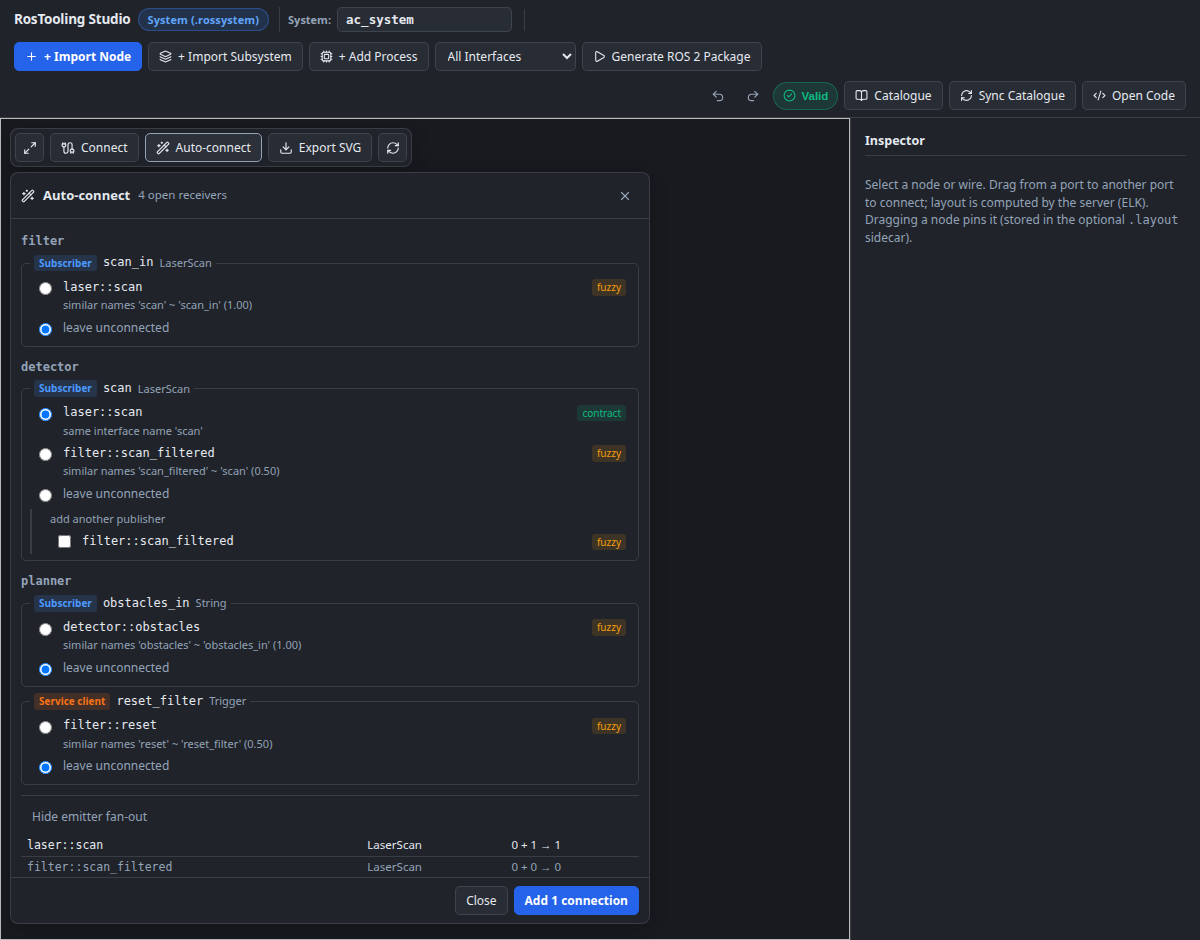 RosTooling Studio
System (.rossystem)
System:
ac_system
+ Import Node
+ Import Subsystem
+ Add Process
All Interfaces
Generate ROS 2 Package
Valid
Catalogue
Sync Catalogue
Open Code
Connect
Auto-connect
Export SVG
Auto-connect 4 open receivers
filter
Subscriber scan_in LaserScan
laser::scan fuzzy
similar names 'scan' ~ 'scan_in' (1.00)
leave unconnected
detector
Subscriber scan LaserScan
laser::scan contract
same interface name 'scan'
filter::scan_filtered fuzzy
similar names 'scan_filtered' ~ 'scan' (0.50)
leave unconnected
add another publisher
filter::scan_filtered fuzzy
planner
Subscriber obstacles_in String
detector::obstacles fuzzy
similar names 'obstacles' ~ 'obstacles_in' (1.00)
leave unconnected
Service client reset_filter Trigger
filter::reset fuzzy
similar names 'reset' ~ 'reset_filter' (0.50)
leave unconnected
Hide emitter fan-out
laser::scan LaserScan 0 + 1 → 1
filter::scan_filtered LaserScan 0 + 0 → 0
Close
Add 1 connection
Inspector
Select a node or wire. Drag from a port to another port
to connect; layout is computed by the server (ELK).
Dragging a node pins it (stored in the optional .layout
sidecar).